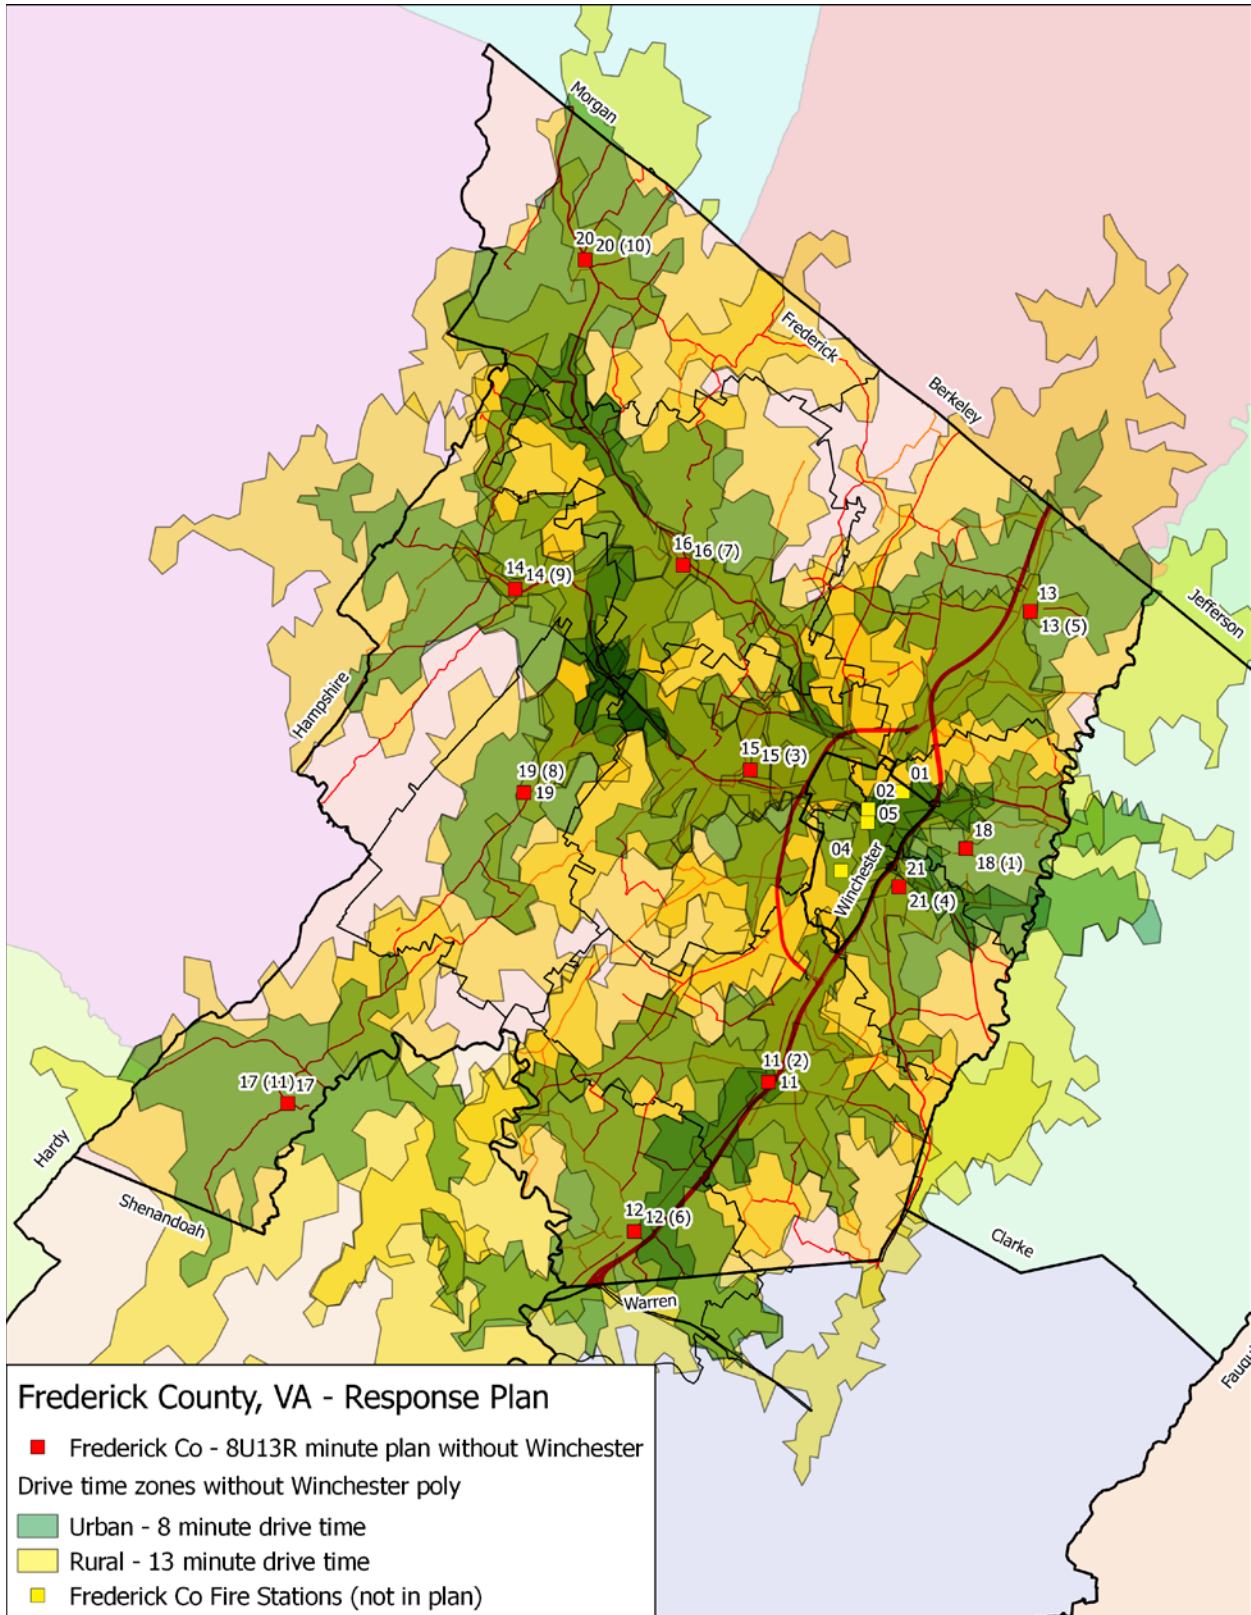 Morgan
20
20 (10)
Frederick
Berkeley
16
16 (7)
14
14 (9)
13
13 (5)
Jefferson
Hampshire
15
15 (3)
19 (8)
19
01
02
05
04
Winchester
18
18 (1)
21
21 (4)
11 (2)
11
17 (11)
17
Hardy
Shenandoah
12
12 (6)
Clarke
Warren
Fauqu
Frederick County, VA - Response Plan
Frederick Co - 8U13R minute plan without Winchester
Drive time zones without Winchester poly
Urban - 8 minute drive time
Rural - 13 minute drive time
Frederick Co Fire Stations (not in plan)